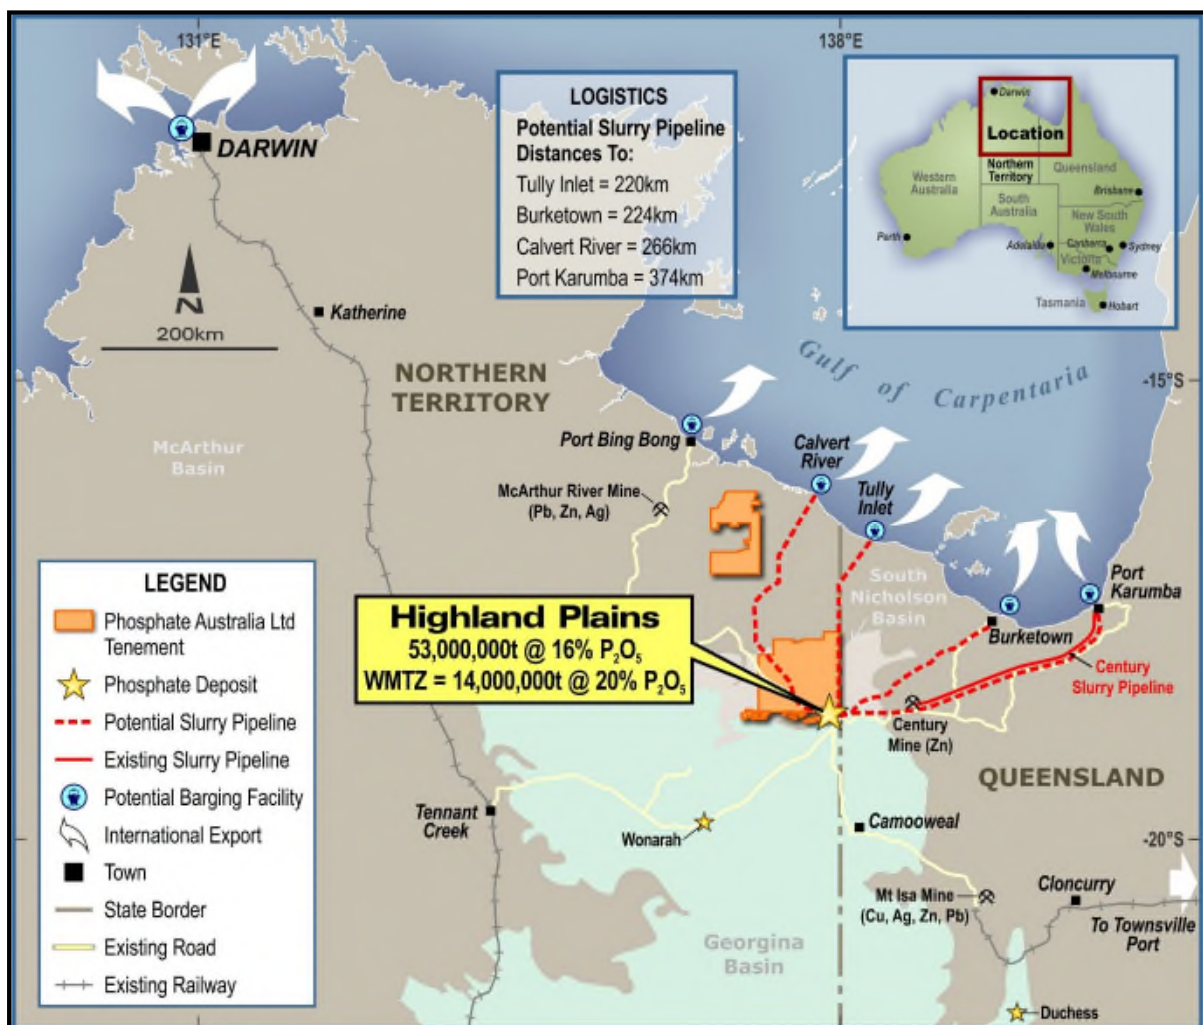 131°E
138°E
DARWIN
LOGISTICS
Potential Slurry Pipeline
Distances To:
Tully Inlet = 220km
Burketown = 224km
Calvert River = 266km
Port Karumba = 374km
Darwin
Location
Northern
Territory
Western
Australia
Queensland
South
Australia
Brisbane
New South
Wales
Perth
Adelaide
Canberra
Sydney
Victoria
Melbourne
Tasmania
Hobart
N
200km
Katherine
NORTHERN
TERRITORY
Gulf of Carpentaria
-15°S
McArthur
Basin
Port Bing Bong
Calvert
River
Tully
Inlet
McArthur River Mine
(Pb, Zn, Ag)
South
Nicholson
Basin
Port
Karumba
Burketown
Century
Slurry Pipeline
Highland Plains
53,000,000t @ 16% P₂O₅
WMTZ = 14,000,000t @ 20% P₂O₅
Century
Mine (Zn)
QUEENSLAND
LEGEND
Phosphate Australia Ltd
Tenement
Phosphate Deposit
Potential Slurry Pipeline
Existing Slurry Pipeline
Potential Barging Facility
International Export
Town
State Border
Existing Road
Existing Railway
Tennant
Creek
Wonarah
Camooweal
-20°S
Mt Isa Mine
(Cu, Ag, Zn, Pb)
Cloncurry
To Townsville
Port
Georgina
Basin
Duchess